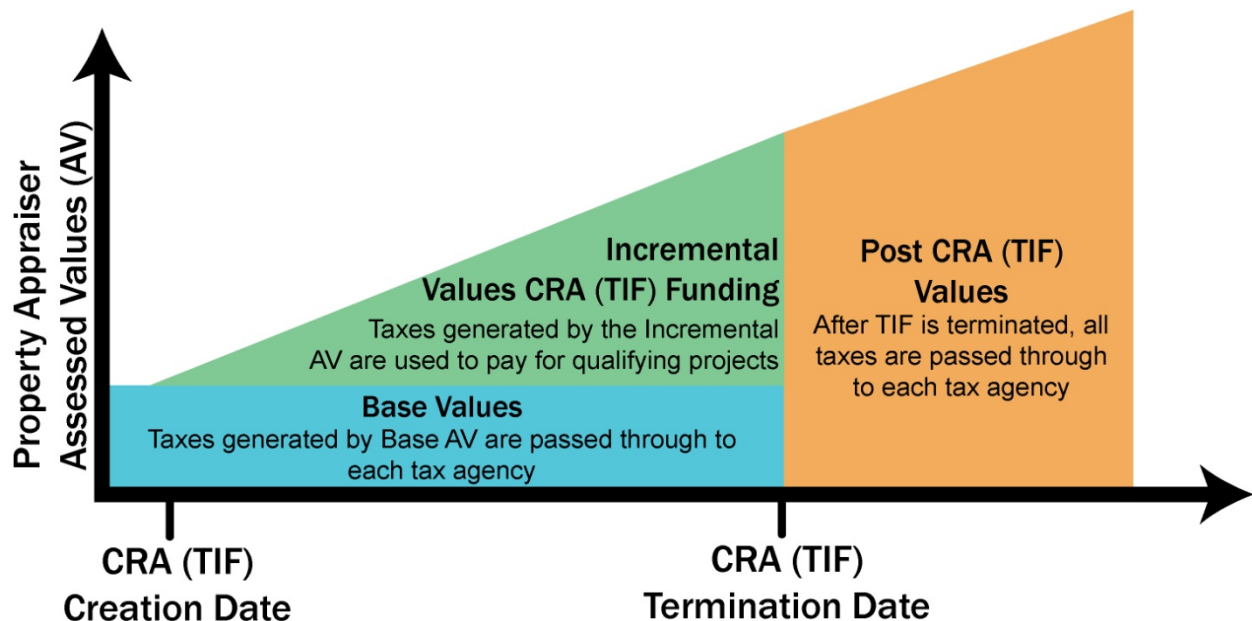 Property Appraiser
Assessed Values (AV)
Incremental
Values CRA (TIF) Funding
Taxes generated by the Incremental
AV are used to pay for qualifying projects
Base Values
Taxes generated by Base AV are passed through to
each tax agency
Post CRA (TIF)
Values
After TIF is terminated, all
taxes are passed through
to each tax agency
CRA (TIF)
Creation Date
CRA (TIF)
Termination Date